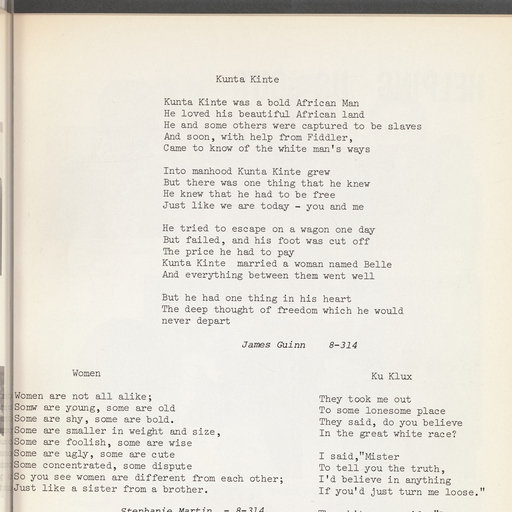 Kunta Kinte
Kunta Kinte was a bold African Man
He loved his beautiful African land
He and some others were captured to be slaves
And soon, with help from Fiddler,
Came to know of the white man's ways
Into manhood Kunta Kinte grew
But there was one thing that he knew
He knew that he had to be free
Just like we are today - you and me
He tried to escape on a wagon one day
But failed, and his foot was cut off
The price he had to pay
Kunta Kinte  married a woman named Belle
And everything between them went well
But he had one thing in his heart
The deep thought of freedom which he would
never depart
James Guinn    8-314
Women
Women are not all alike;
Somw are young, some are old
Some are shy, some are bold.
Some are smaller in weight and size,
Some are foolish, some are wise
Some are ugly, some are cute
Some concentrated, some dispute
So you see women are different from each other;
Just like a sister from a brother.
Stephanie Martin  - 8-314
Ku Klux
They took me out
To some lonesome place
They said, do you believe
In the great white race?
I said,"Mister
To tell you the truth,
I'd believe in anything
If you'd just turn me loose."